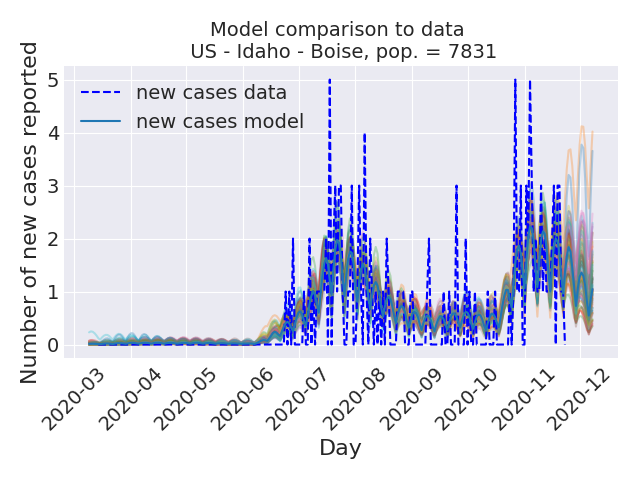 Model comparison to data
US - Idaho - Boise, pop. = 7831
Number of new cases reported
5
4
3
2
1
0
new cases data
new cases model
2020-03
2020-04
2020-05
2020-06
2020-07
2020-08
2020-09
2020-10
2020-11
2020-12
Day